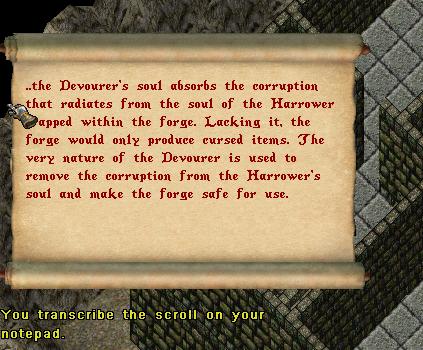 ..the Devourer's soul absorbs the corruption
that radiates from the soul of the Harrower
apped within the forge. Lacking it, the
forge would only produce cursed items. The
very nature of the Devourer is used to
remove the corruption from the Harrower's
soul and make the forge safe for use.
You transcribe the scroll on your
notepad.